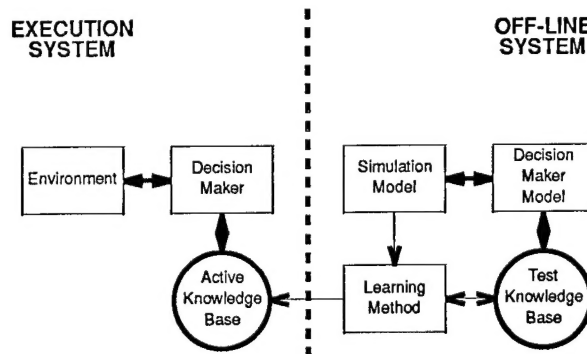 EXECUTION
SYSTEM
OFF-LINE
SYSTEM
Environment
Decision
Maker
Simulation
Model
Decision
Maker
Model
Active
Knowledge
Base
Learning
Method
Test
Knowledge
Base